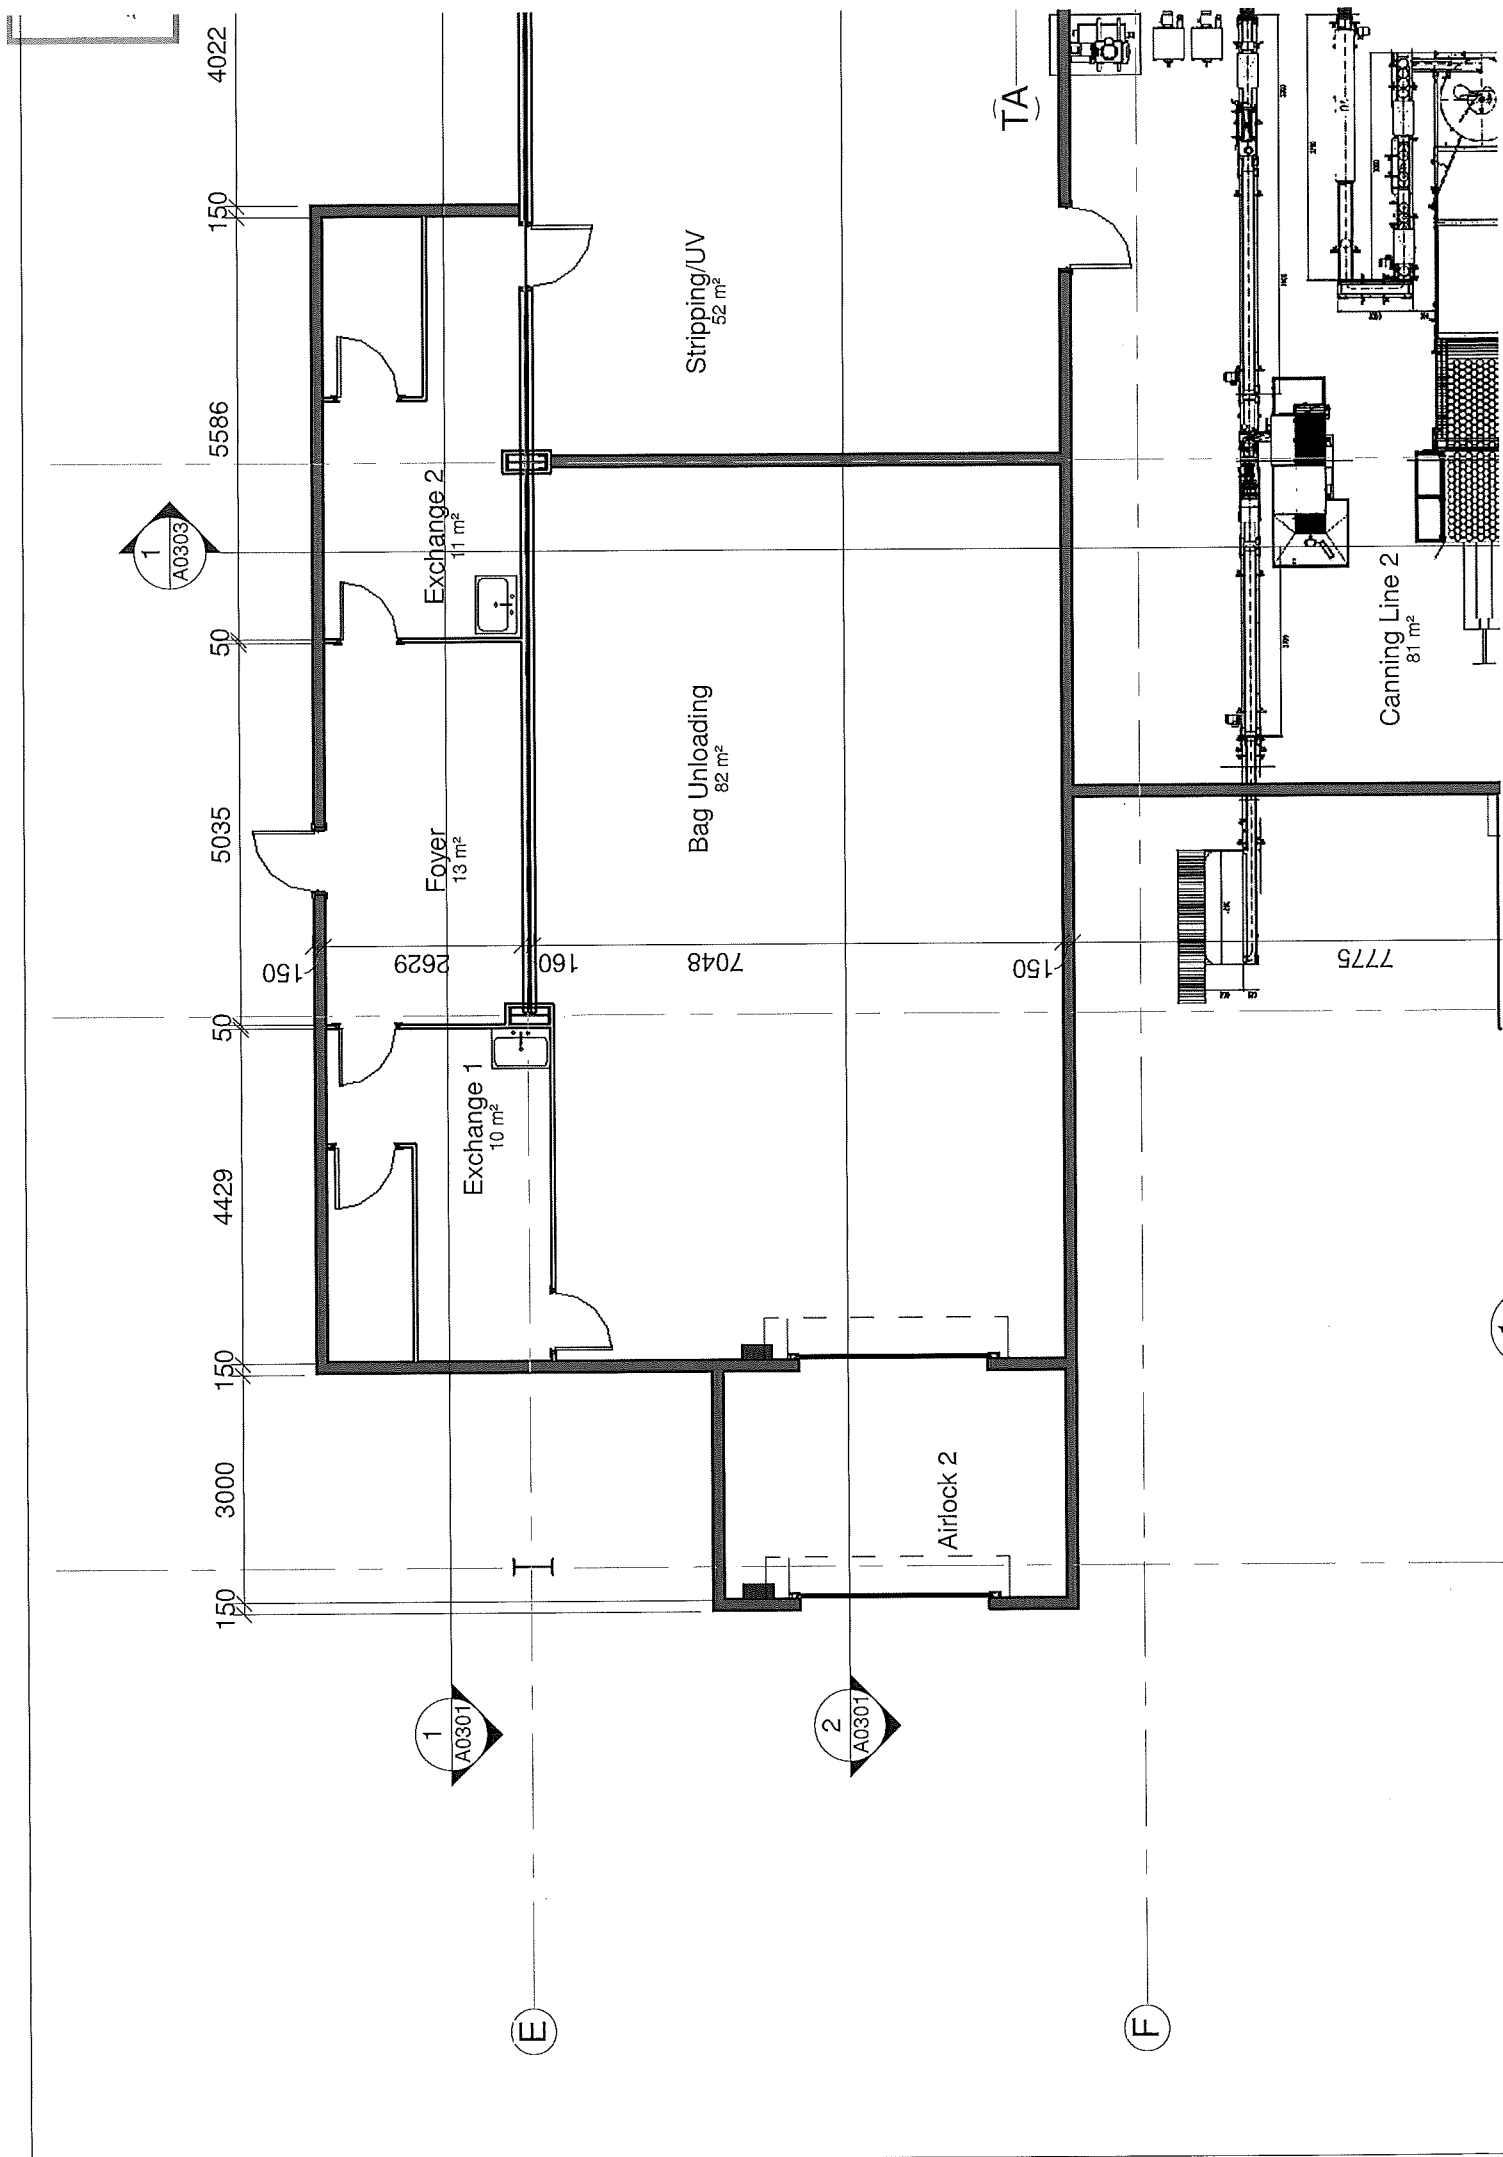 150
3000
150
4429
50
5035
50
5586
150
4022
1
A0303
150
2629
160
7048
150
7775
Exchange 1
10 m²
Foyer
13 m²
Exchange 2
11 m²
Bag Unloading
82 m²
Stripping/UV
52 m²
Airlock 2
Canning Line 2
81 m²
(TA)
1
A0301
2
A0301
E
F